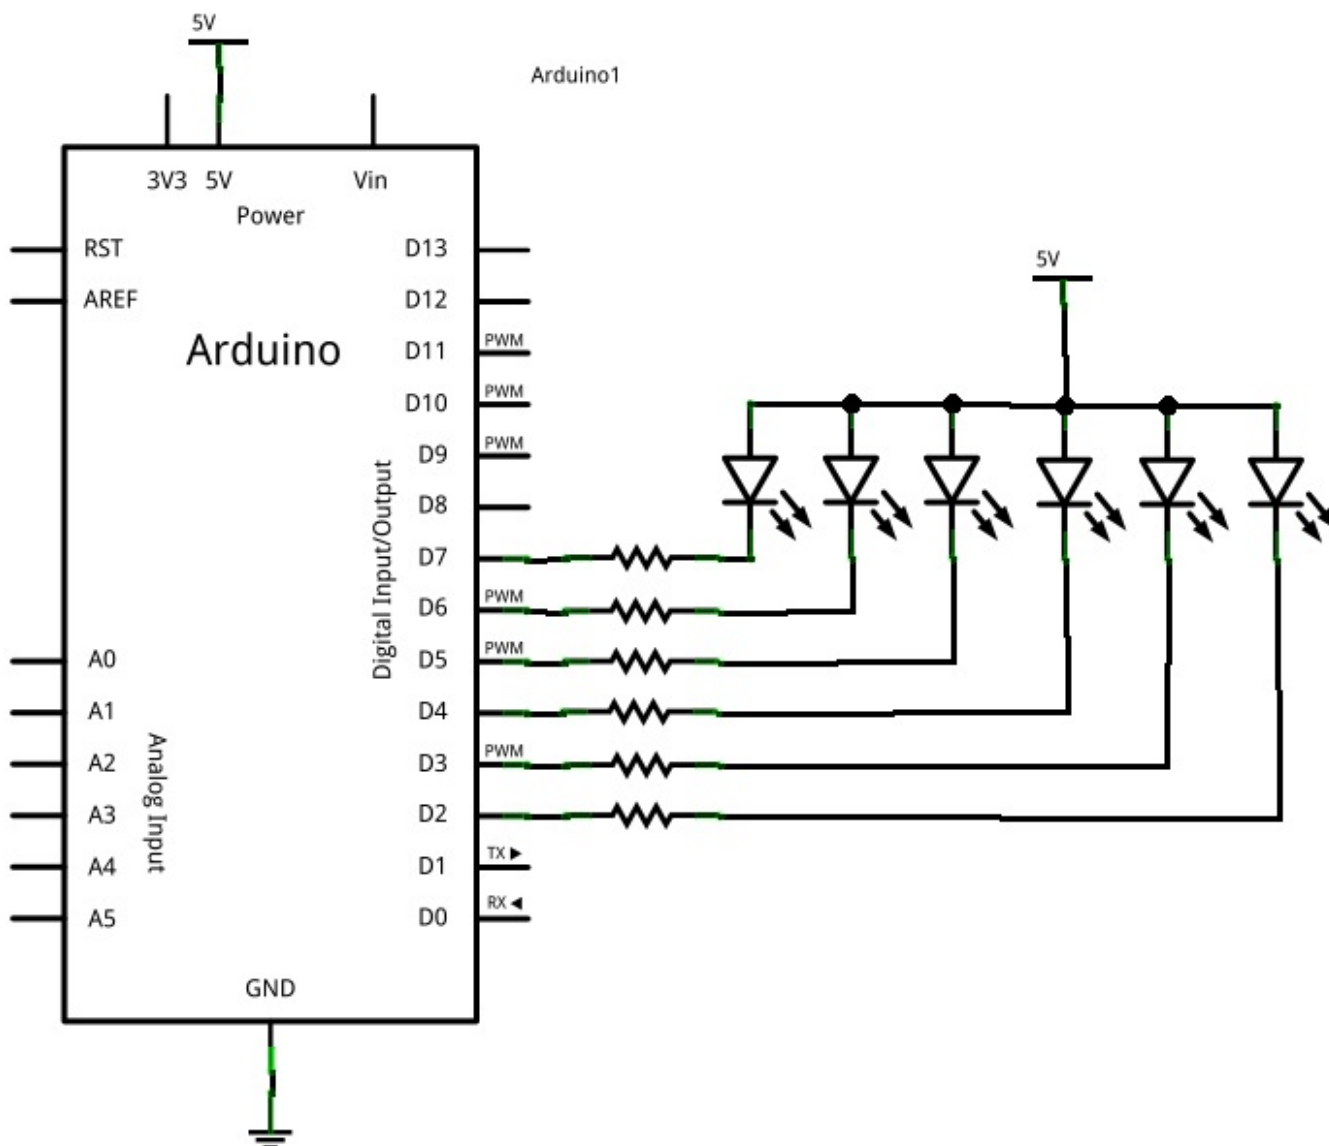 5V
Arduino1
3V3 5V Vin
Power
RST
AREF
Arduino
D13
D12
D11 PWM
D10 PWM
D9 PWM
D8
D7
D6 PWM
D5 PWM
D4
D3 PWM
D2
D1 TX
D0 RX
Digital Input/Output
A0
A1
A2
A3
A4
A5
Analog Input
GND
5V